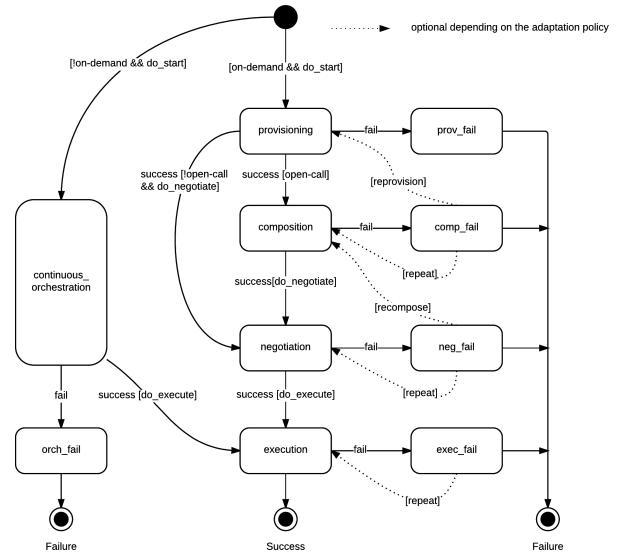 optional depending on the adaptation policy
[!on-demand && do_start]
[on-demand && do_start]
provisioning
fail
prov_fail
success [!open-call
&& do_negotiate]
success [open-call]
[reprovision]
composition
fail
comp_fail
continuous_
orchestration
[repeat]
success[do_negotiate]
[recompose]
negotiation
fail
neg_fail
fail
success [do_execute]
success [do_execute]
[repeat]
orch_fail
execution
fail
exec_fail
[repeat]
Failure
Success
Failure